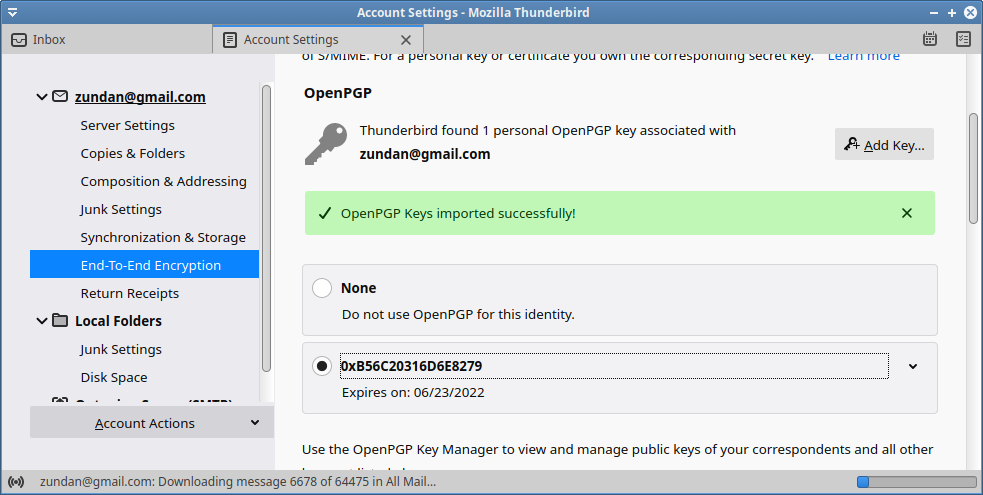 Account Settings - Mozilla Thunderbird
Inbox
Account Settings
zundan@gmail.com
Server Settings
Copies & Folders
Composition & Addressing
Junk Settings
Synchronization & Storage
End-To-End Encryption
Return Receipts
Local Folders
Junk Settings
Disk Space
Account Actions
of S/MIME. For a personal key or certificate you own the corresponding secret key. Learn more
OpenPGP
Thunderbird found 1 personal OpenPGP key associated with
zundan@gmail.com
Add Key...
OpenPGP Keys imported successfully!
None
Do not use OpenPGP for this identity.
0xB56C20316D6E8279
Expires on: 06/23/2022
Use the OpenPGP Key Manager to view and manage public keys of your correspondents and all other
zundan@gmail.com: Downloading message 6678 of 64475 in All Mail...